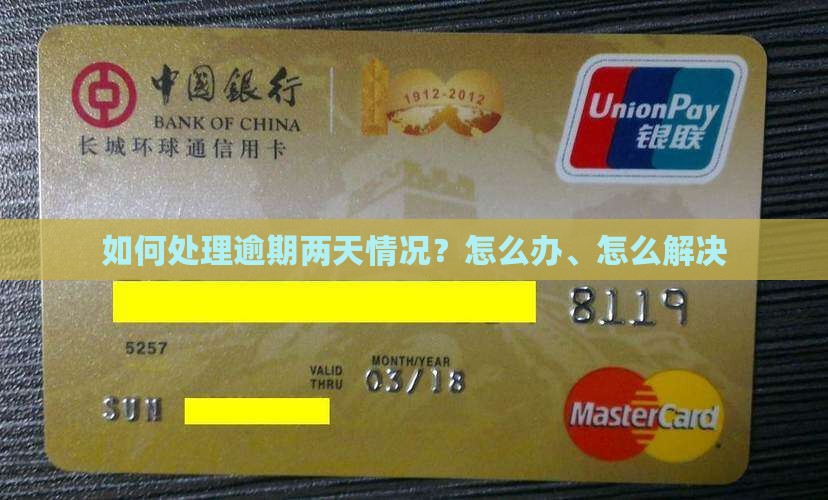 中國銀行
BANK OF CHINA
长城环球通信用卡
1912-2012
UnionPay
银联
如何处理逾期两天情况？怎么办、怎么解决
8119
5257
VALID THRU
MONTH/YEAR
03/18
SUN
MasterCard